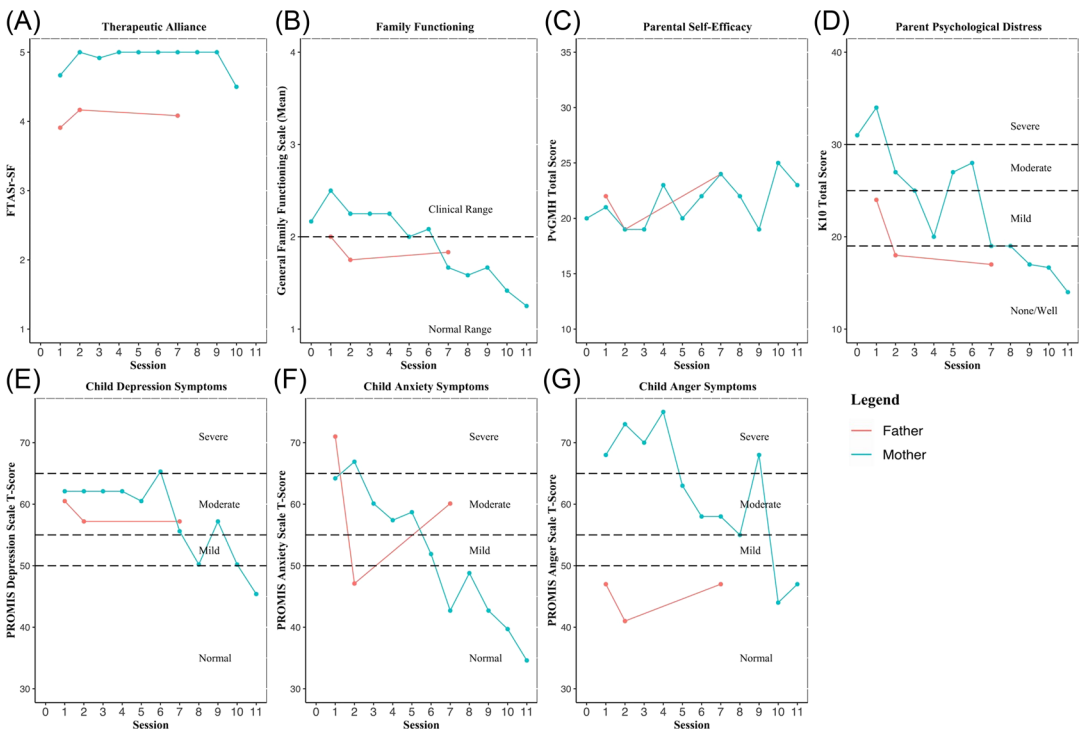 (A) Therapeutic Alliance
FTASr-SF
5
4
3
2
1
0 1 2 3 4 5 6 7 8 9 10 11
Session
(B) Family Functioning
General Family Functioning Scale (Mean)
4
3
2
1
Clinical Range
Normal Range
0 1 2 3 4 5 6 7 8 9 10 11
Session
(C) Parental Self-Efficacy
PvGMH Total Score
35
30
25
20
15
10
0 1 2 3 4 5 6 7 8 9 10 11
Session
(D) Parent Psychological Distress
K10 Total Score
40
30
20
10
Severe
Moderate
Mild
None/Well
0 1 2 3 4 5 6 7 8 9 10 11
Session
(E) Child Depression Symptoms
PROMIS Depression Scale T-Score
70
60
50
40
30
Severe
Moderate
Mild
Normal
0 1 2 3 4 5 6 7 8 9 10 11
Session
(F) Child Anxiety Symptoms
PROMIS Anxiety Scale T-Score
70
60
50
40
30
Severe
Moderate
Mild
Normal
0 1 2 3 4 5 6 7 8 9 10 11
Session
(G) Child Anger Symptoms
PROMIS Anger Scale T-Score
70
60
50
40
30
Severe
Moderate
Mild
Normal
0 1 2 3 4 5 6 7 8 9 10 11
Session
Legend
Father
Mother